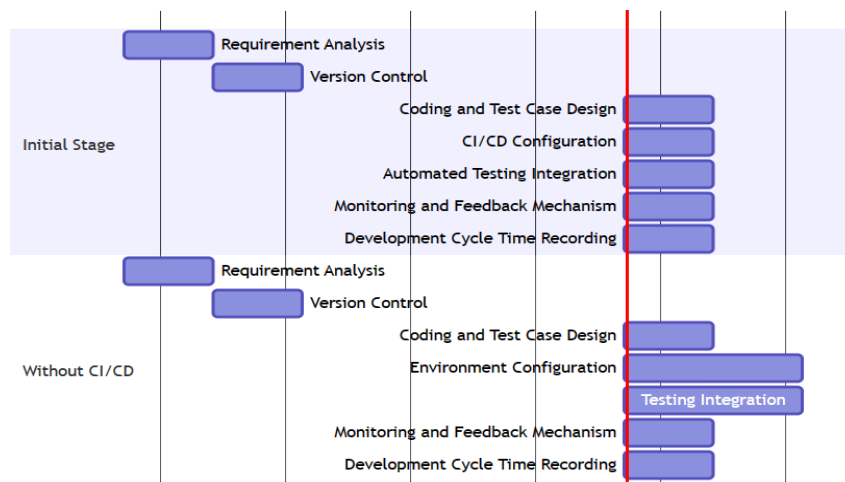 Requirement Analysis
Version Control
Coding and Test Case Design
CI/CD Configuration
Initial Stage
Automated Testing Integration
Monitoring and Feedback Mechanism
Development Cycle Time Recording
Requirement Analysis
Version Control
Coding and Test Case Design
Environment Configuration
Without CI/CD
Testing Integration
Monitoring and Feedback Mechanism
Development Cycle Time Recording